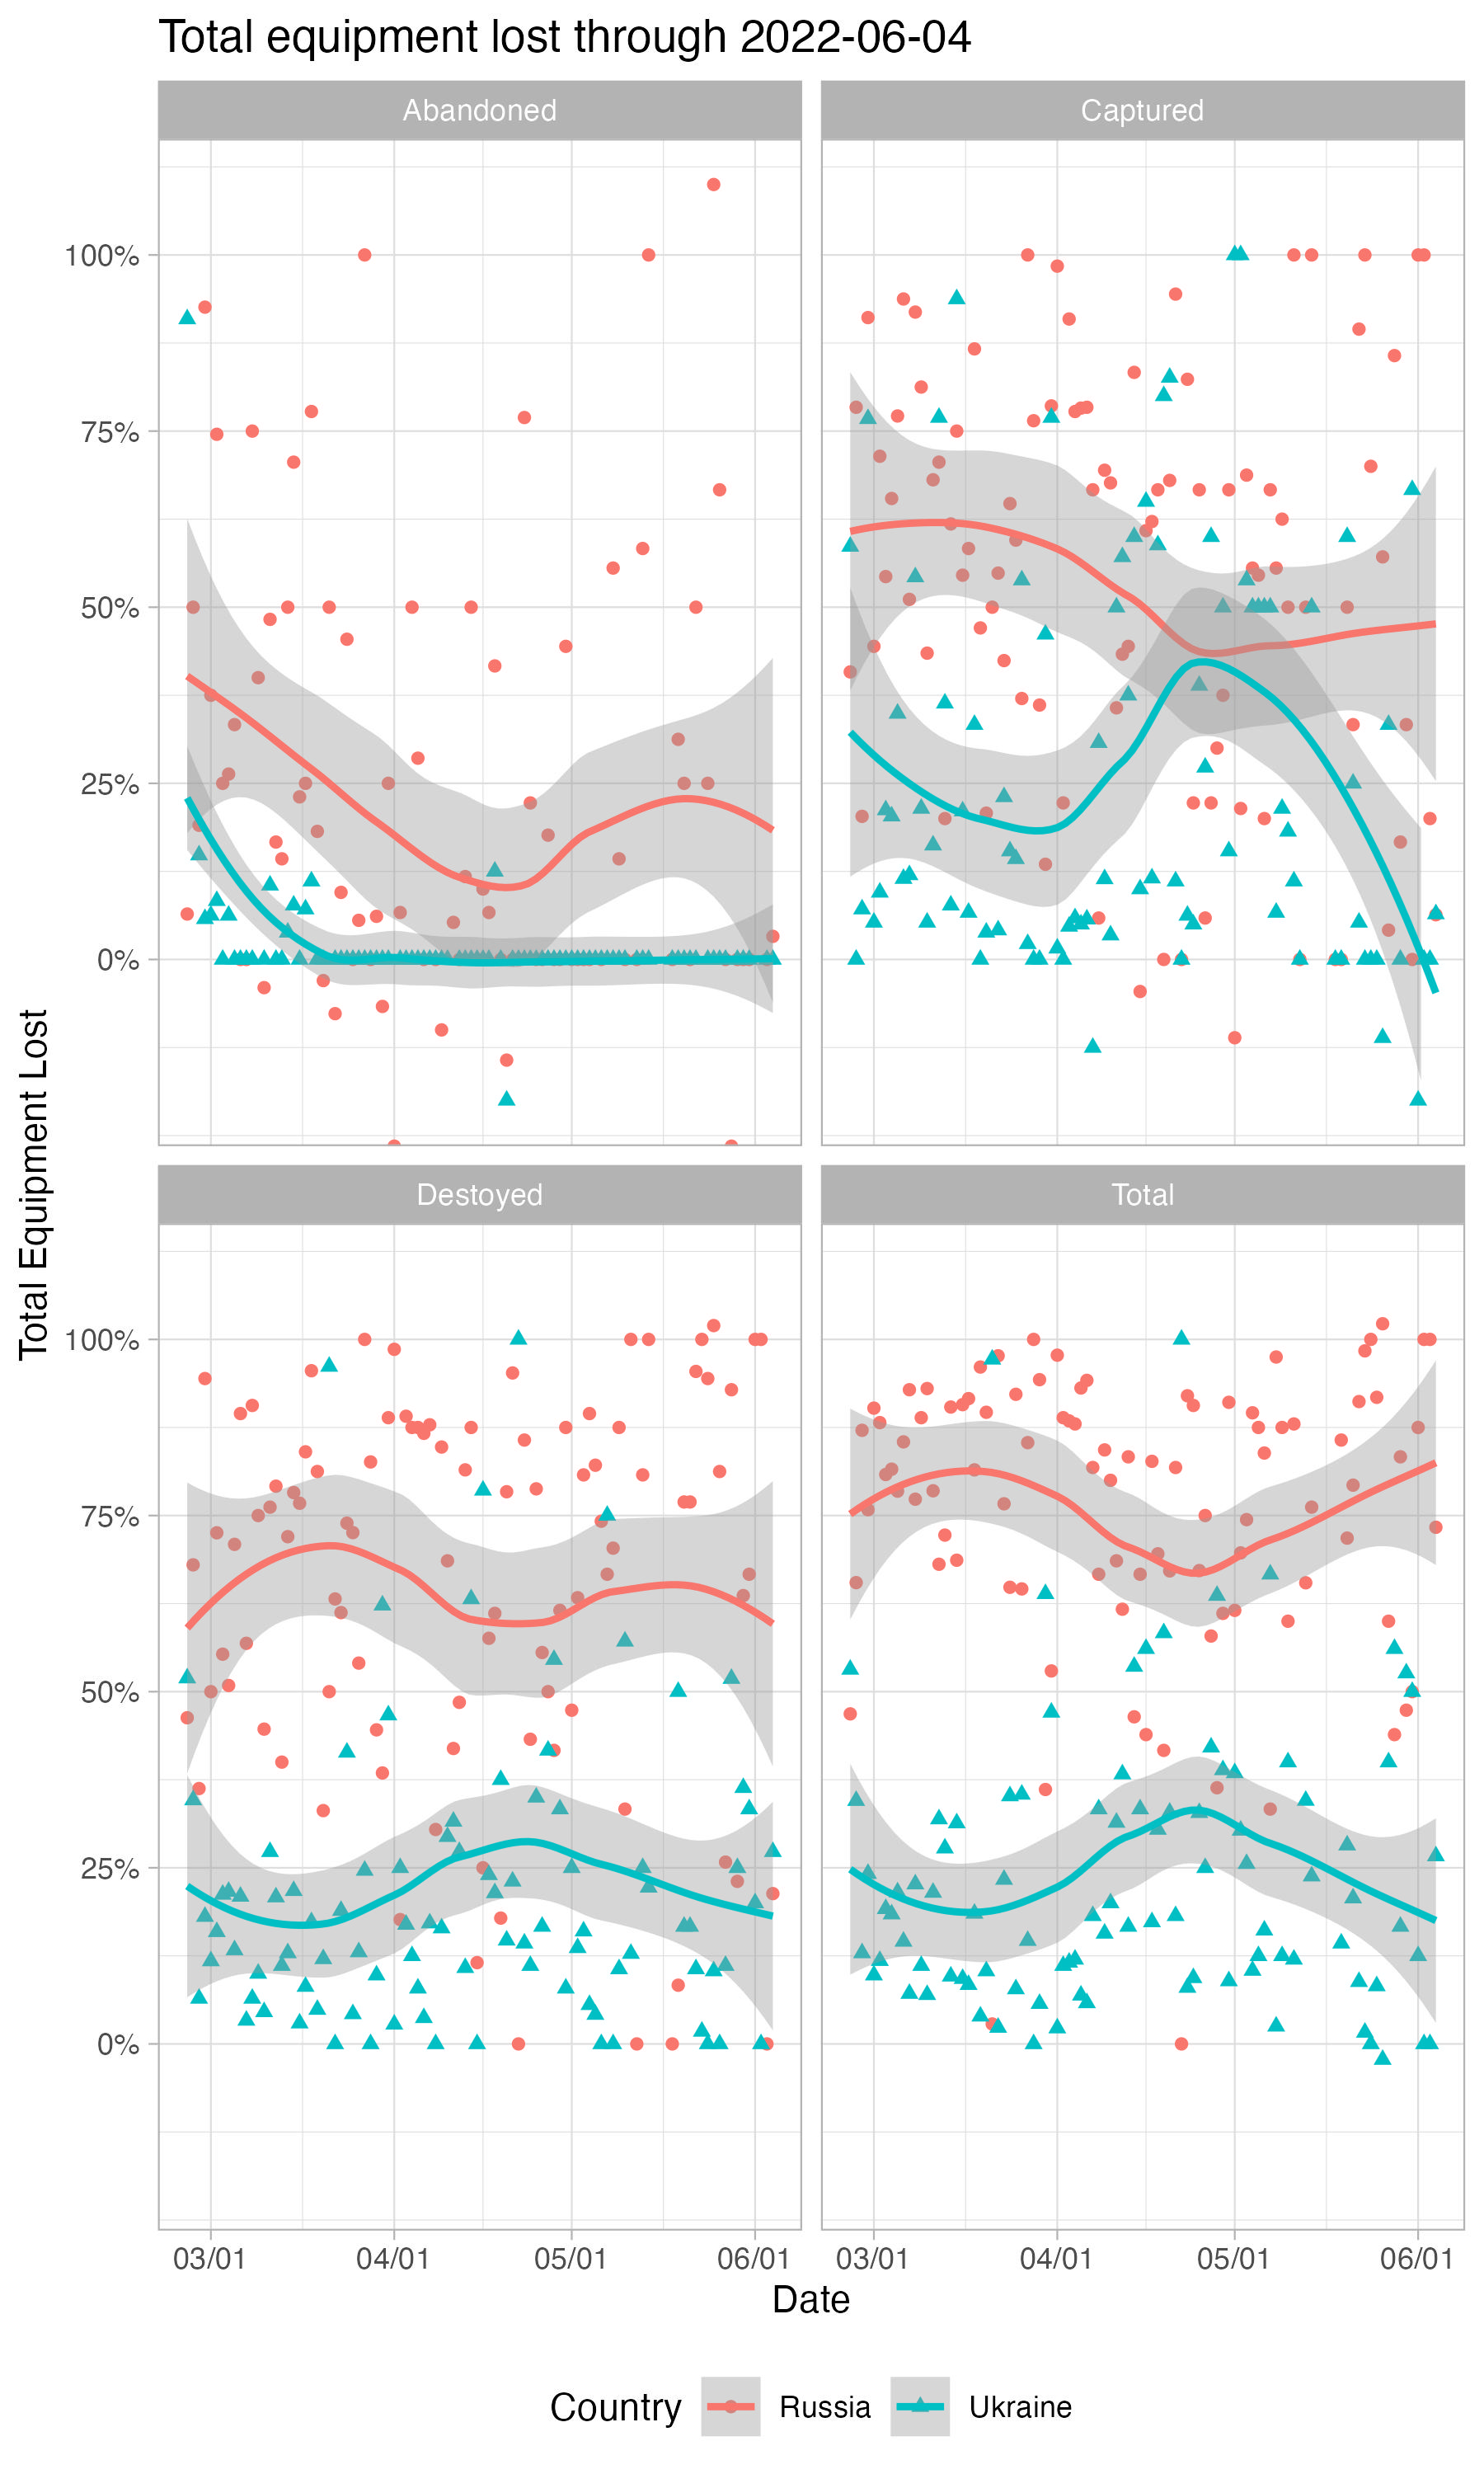 Total equipment lost through 2022-06-04
Abandoned
Captured
100%
75%
50%
25%
0%
Total Equipment Lost
Destoyed
Total
100%
75%
50%
25%
0%
03/01 04/01 05/01 06/01
03/01 04/01 05/01 06/01
Date
Country Russia Ukraine